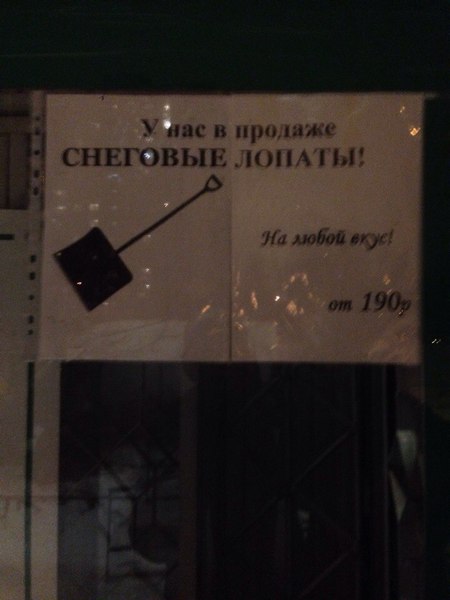 У нас в продаже
СНЕГОВЫЕ ЛОПАТЫ!
На любой вкус!
от 190р